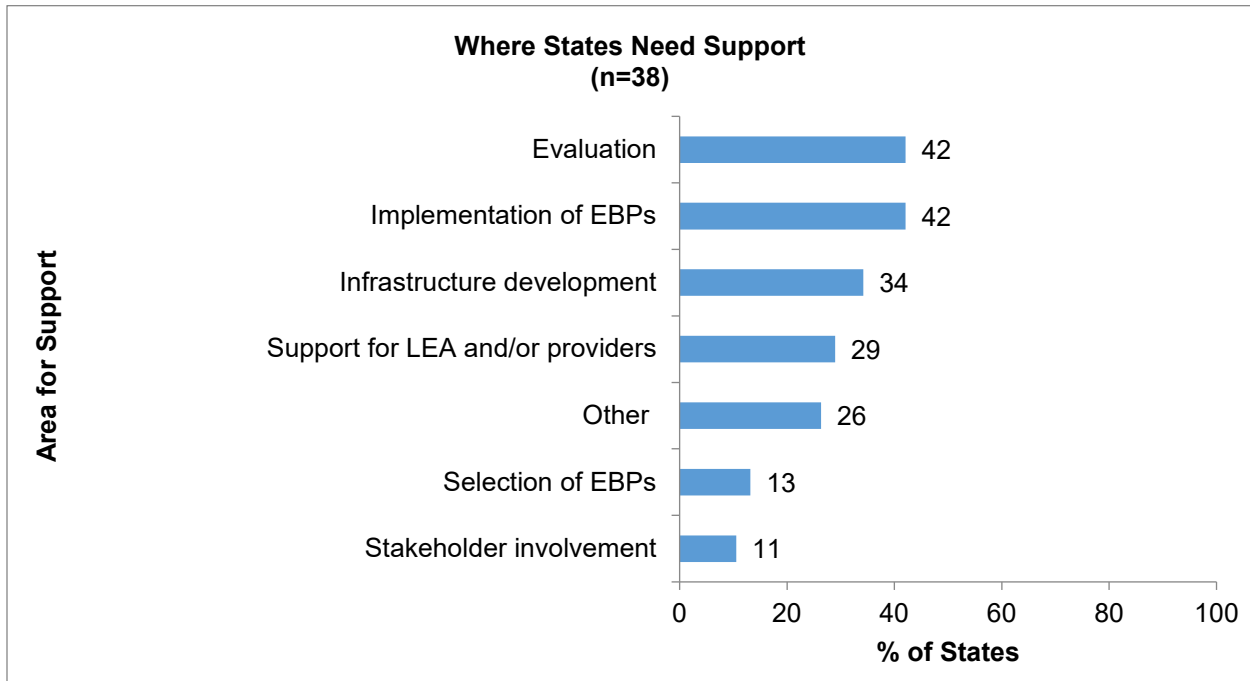 Where States Need Support
(n=38)
Area for Support
Evaluation 42
Implementation of EBPs 42
Infrastructure development 34
Support for LEA and/or providers 29
Other 26
Selection of EBPs 13
Stakeholder involvement 11
0 20 40 60 80 100
% of States